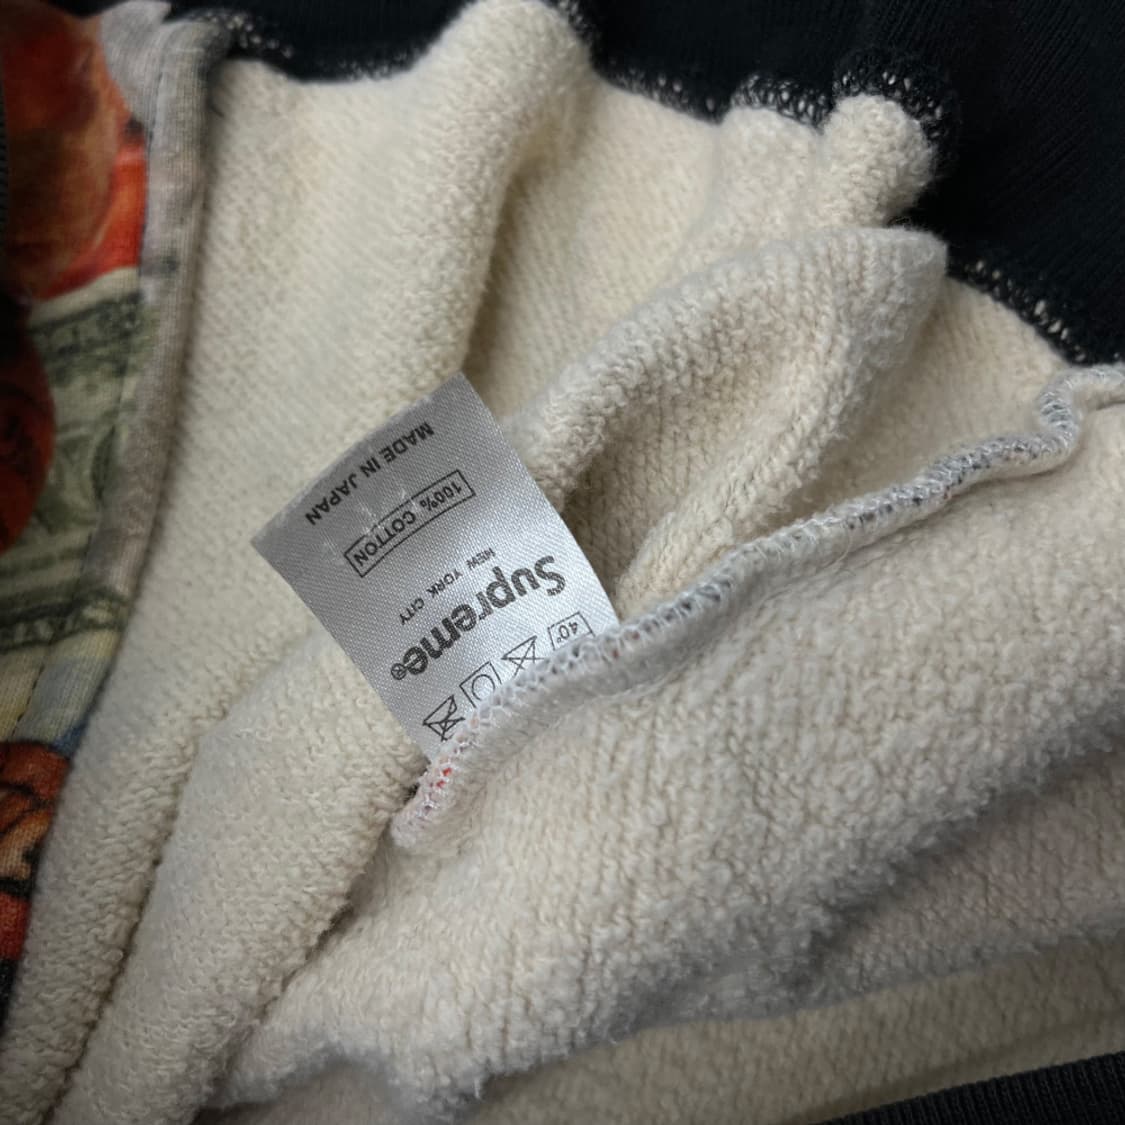 MADE IN JAPAN
100% COTTON
NEW YORK CITY
Supreme®
40°